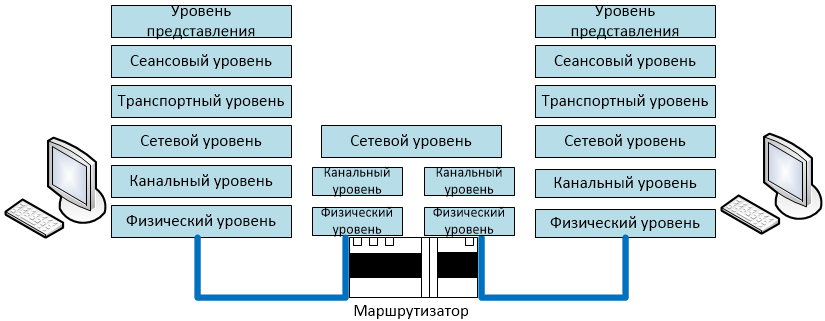 Уровень
представления
Сеансовый уровень
Транспортный уровень
Сетевой уровень
Канальный уровень
Физический уровень
Сетевой уровень
Канальный
уровень
Канальный
уровень
Физический
уровень
Физический
уровень
Маршрутизатор
Уровень
представления
Сеансовый уровень
Транспортный уровень
Сетевой уровень
Канальный уровень
Физический уровень